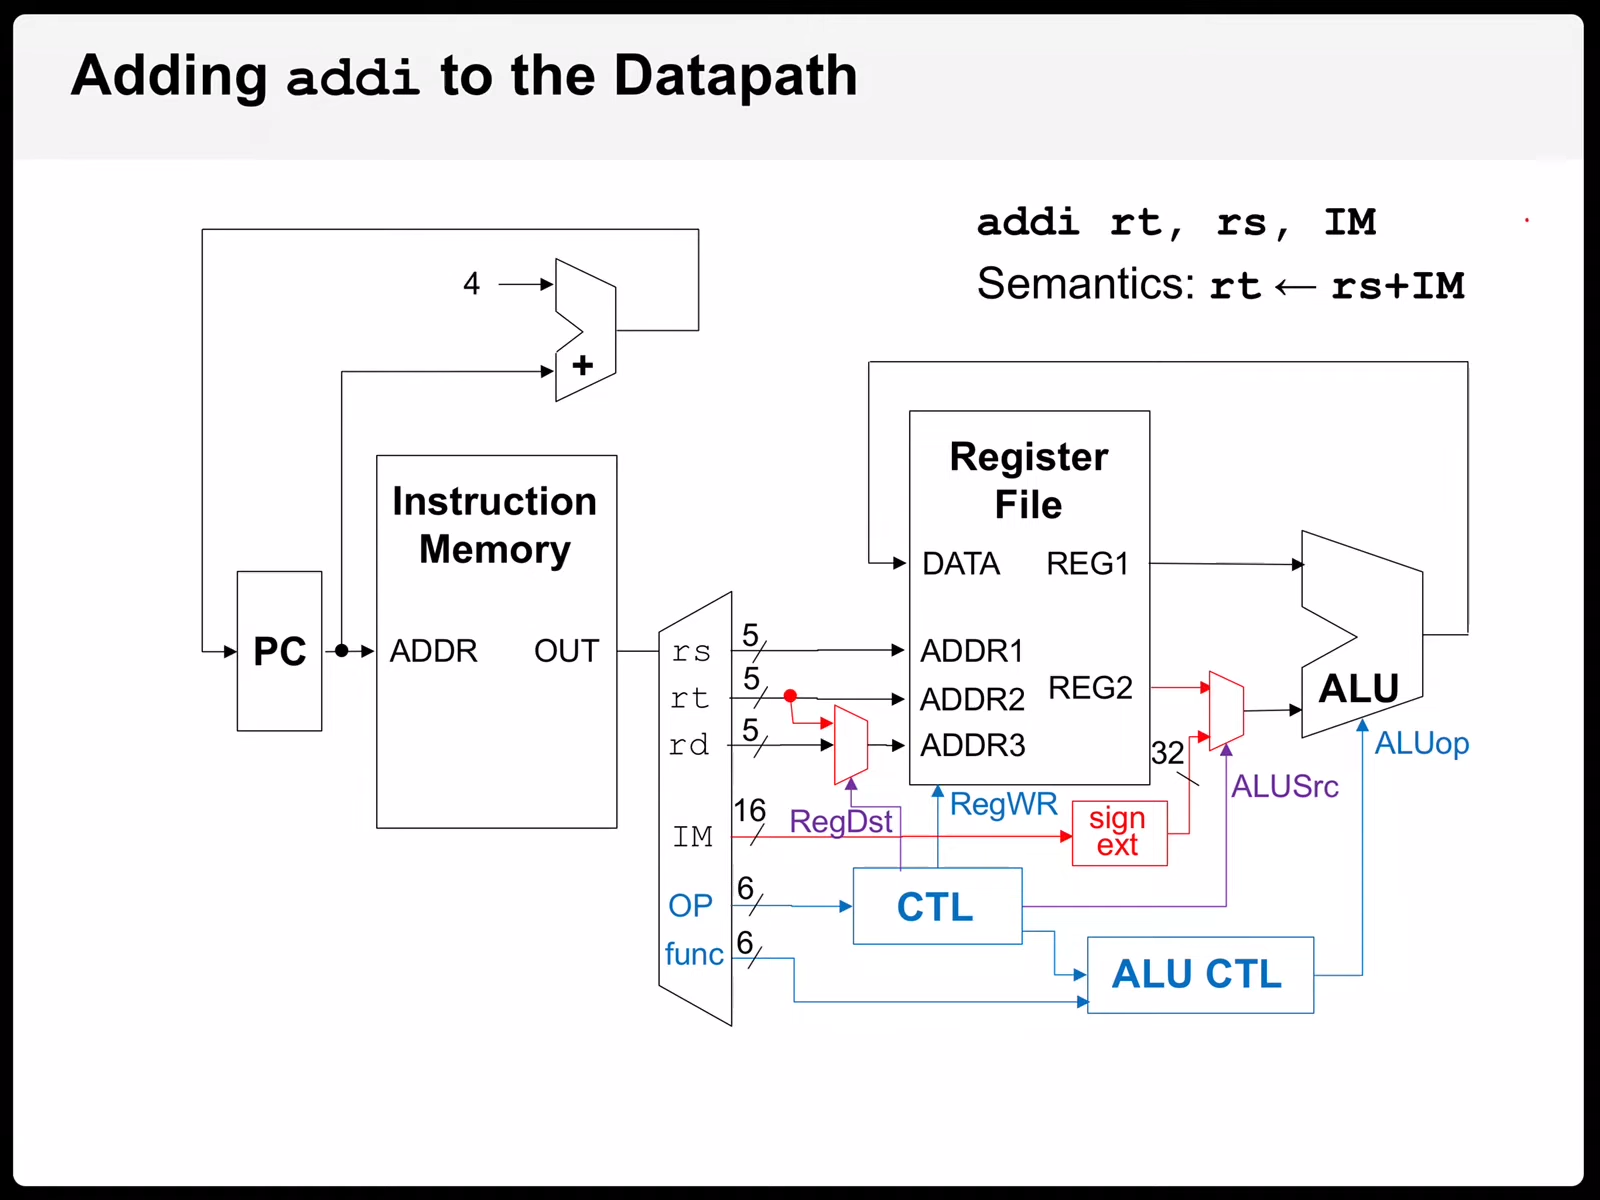 Adding addi to the Datapath
addi rt, rs, IM
Semantics: rt ← rs+IM
4
+
Instruction
Memory
ADDR OUT
PC
Register
File
DATA REG1
ADDR1
ADDR2 REG2
ADDR3
ALU
ALUop
rs 5
rt 5
rd 5
IM 16
OP 6
func 6
RegDst
RegWR
32
ALUSrc
sign
ext
CTL
ALU CTL